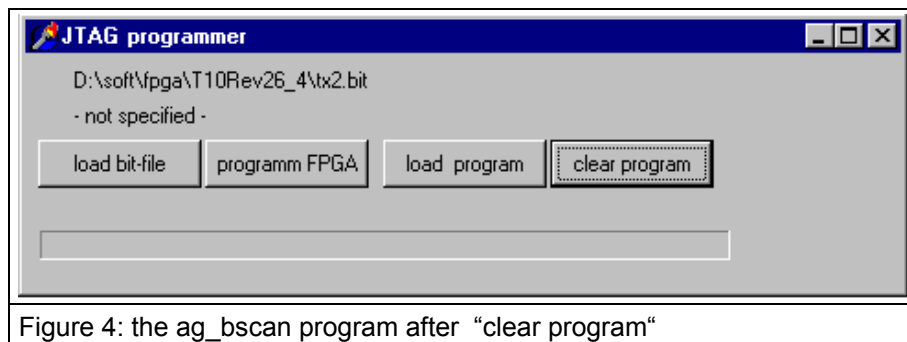 JTAG programmer
D:\soft\fpga\T10Rev26_4\tx2.bit
- not specified -
load bit-file programm FPGA load program clear program
Figure 4: the ag_bscan program after “clear program“